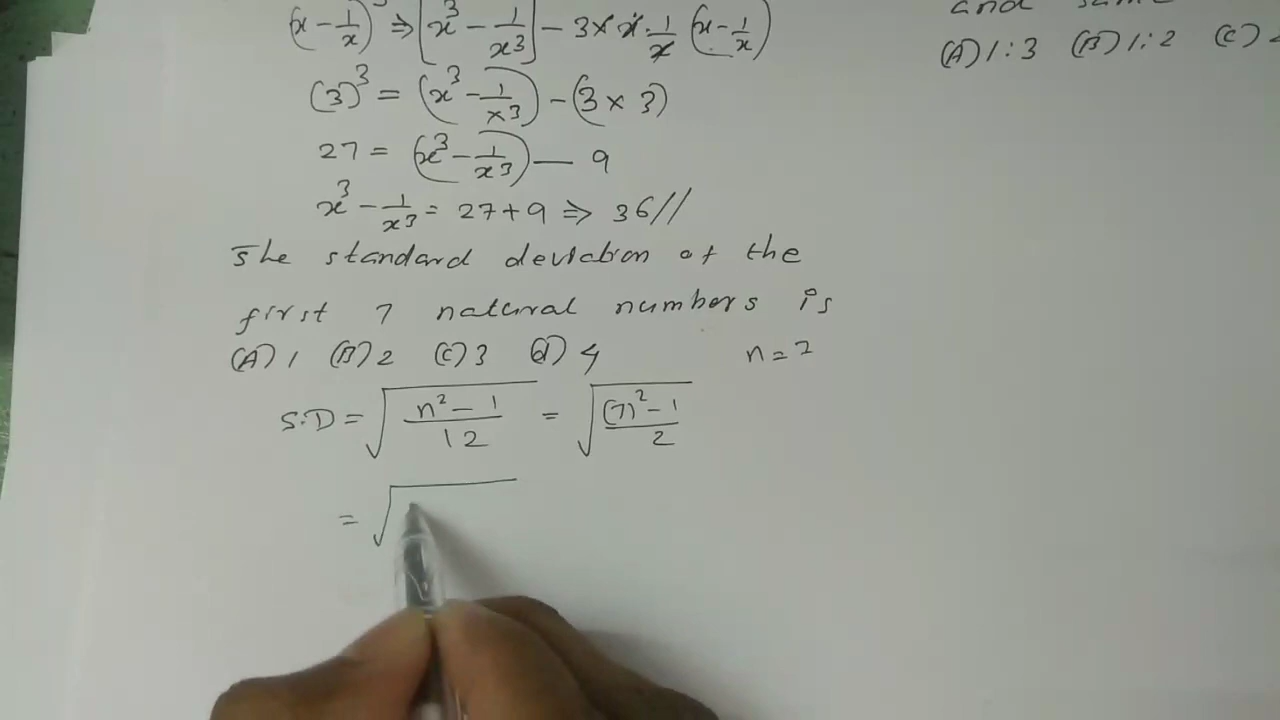 (x - 1/x)³ ⇒ [x³ - 1/x³] - 3 × x · 1/x (x - 1/x)
(3)³ = (x³ - 1/x³) - (3 × 3)
27 = (x³ - 1/x³) — 9
x³ - 1/x³ = 27 + 9 ⇒ 36//
The standard deviation of the
first 7 natural numbers is
(A) 1 (B) 2 (C) 3 (d) 4 n = 7
S.D = √(n² - 1 / 12) = √((7)² - 1 / 2)
= √
and same
(A) 1:3 (B) 1:2 (C)